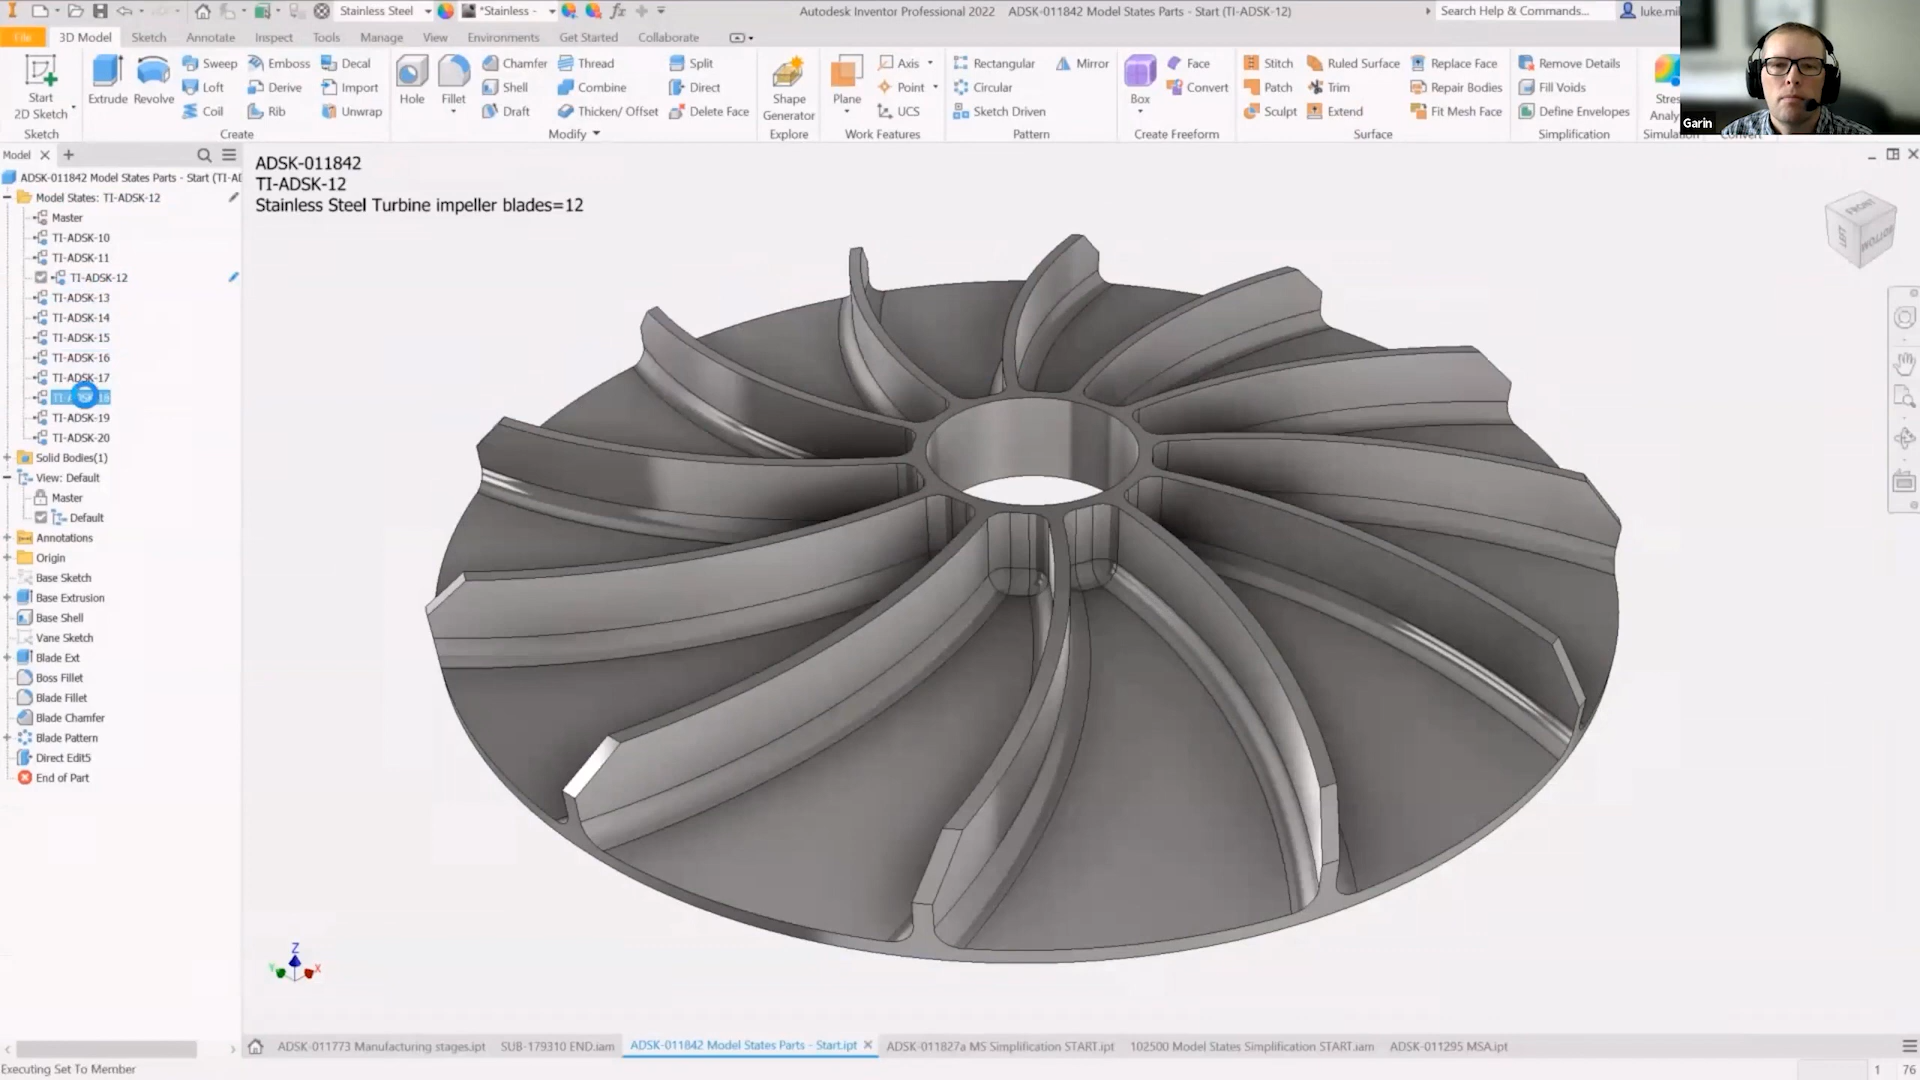 Stainless Steel
*Stainless -
Autodesk Inventor Professional 2022 ADSK-011842 Model States Parts - Start (TI-ADSK-12)
Search Help & Commands...
luke.mil
File 3D Model Sketch Annotate Inspect Tools Manage View Environments Get Started Collaborate
Start
2D Sketch
Sketch
Extrude
Revolve
Sweep
Loft
Coil
Emboss
Derive
Rib
Decal
Import
Unwrap
Create
Hole
Fillet
Chamfer
Shell
Draft
Thread
Combine
Thicken/ Offset
Split
Direct
Delete Face
Modify
Shape
Generator
Explore
Plane
Axis
Point
UCS
Work Features
Rectangular
Circular
Sketch Driven
Mirror
Pattern
Box
Face
Convert
Create Freeform
Stitch
Patch
Sculpt
Ruled Surface
Trim
Extend
Replace Face
Repair Bodies
Fit Mesh Face
Surface
Remove Details
Fill Voids
Define Envelopes
Simplification
Garin
Model
ADSK-011842 Model States Parts - Start (TI-AD
Model States: TI-ADSK-12
Master
TI-ADSK-10
TI-ADSK-11
TI-ADSK-12
TI-ADSK-13
TI-ADSK-14
TI-ADSK-15
TI-ADSK-16
TI-ADSK-17
TI-ADSK-19
TI-ADSK-20
Solid Bodies(1)
View: Default
Master
Default
Annotations
Origin
Base Sketch
Base Extrusion
Base Shell
Vane Sketch
Blade Ext
Boss Fillet
Blade Fillet
Blade Chamfer
Blade Pattern
Direct Edit5
End of Part
ADSK-011842
TI-ADSK-12
Stainless Steel Turbine impeller blades=12
FRONT
BOTTOM
Z
Y
X
ADSK-011773 Manufacturing stages.ipt
SUB-179310 END.iam
ADSK-011842 Model States Parts - Start.ipt
ADSK-011827a MS Simplification START.ipt
102500 Model States Simplification START.iam
ADSK-011295 MSA.ipt
Executing Set To Member
1 76